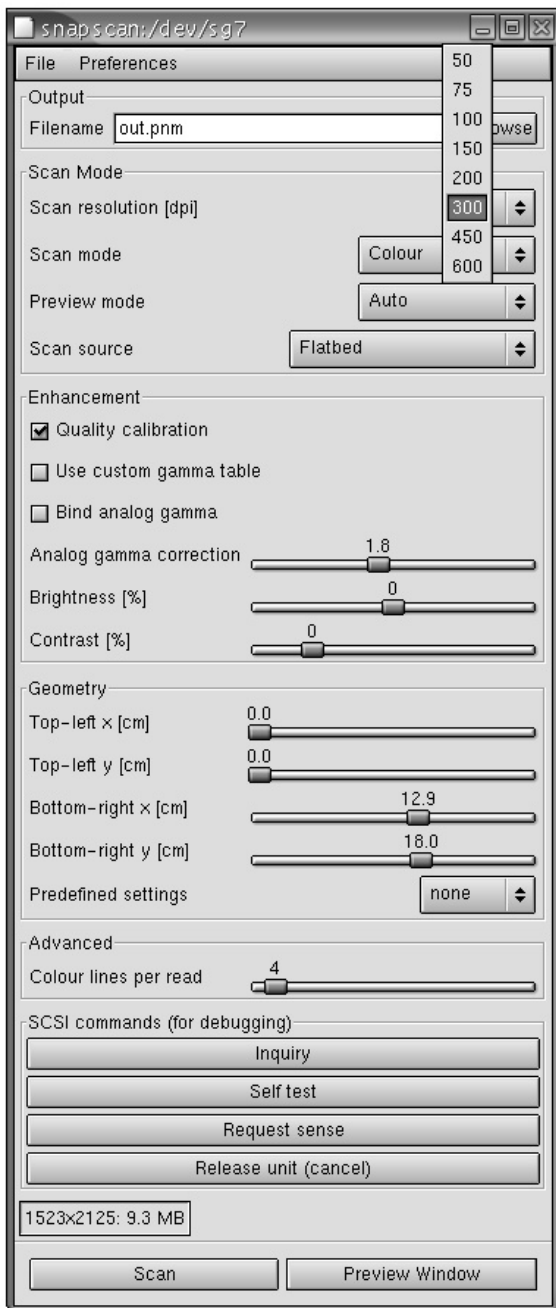 snapscan:/dev/sg7
File Preferences
50
75
100
150
200
300
450
600
Output
Filename out.pnm owse
Scan Mode
Scan resolution [dpi]
Scan mode Colour
Preview mode Auto
Scan source Flatbed
Enhancement
Quality calibration
Use custom gamma table
Bind analog gamma
Analog gamma correction 1.8
Brightness [%] 0
Contrast [%] 0
Geometry
Top-left x [cm] 0.0
Top-left y [cm] 0.0
Bottom-right x [cm] 12.9
Bottom-right y [cm] 18.0
Predefined settings none
Advanced
Colour lines per read 4
SCSI commands (for debugging)
Inquiry
Self test
Request sense
Release unit (cancel)
1523x2125: 9.3 MB
Scan Preview Window